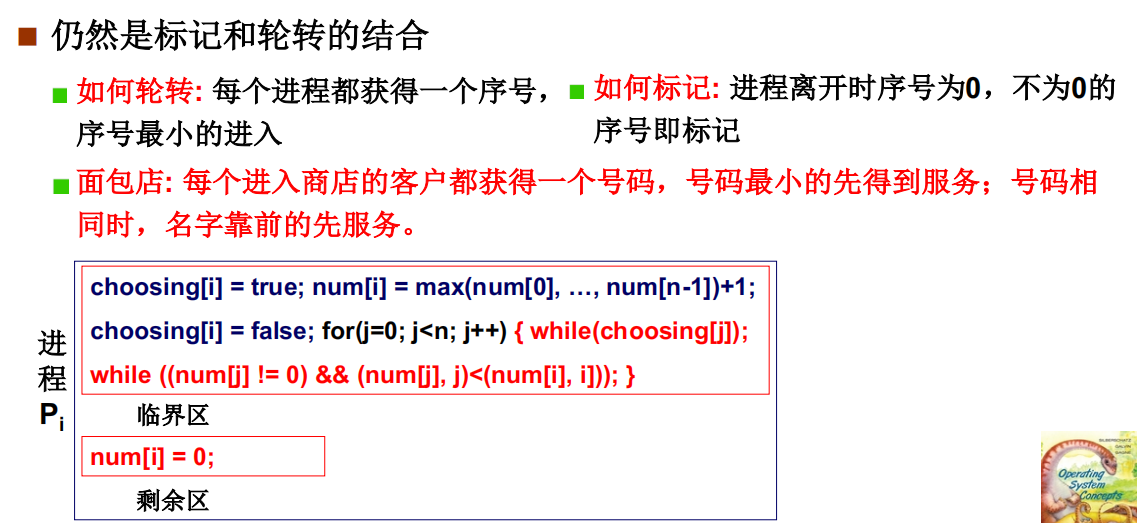 仍然是标记和轮转的结合
如何轮转: 每个进程都获得一个序号，
序号最小的进入
如何标记: 进程离开时序号为0，不为0的
序号即标记
面包店: 每个进入商店的客户都获得一个号码，号码最小的先得到服务；号码相
同时，名字靠前的先服务。
进
程
Pi
choosing[i] = true; num[i] = max(num[0], …, num[n-1])+1;
choosing[i] = false; for(j=0; j<n; j++) { while(choosing[j]);
while ((num[j] != 0) && (num[j], j)<(num[i], i])); }
临界区
num[i] = 0;
剩余区
SILBERSCHATZ
GALVIN
GAGNE
Operating
System
Concepts